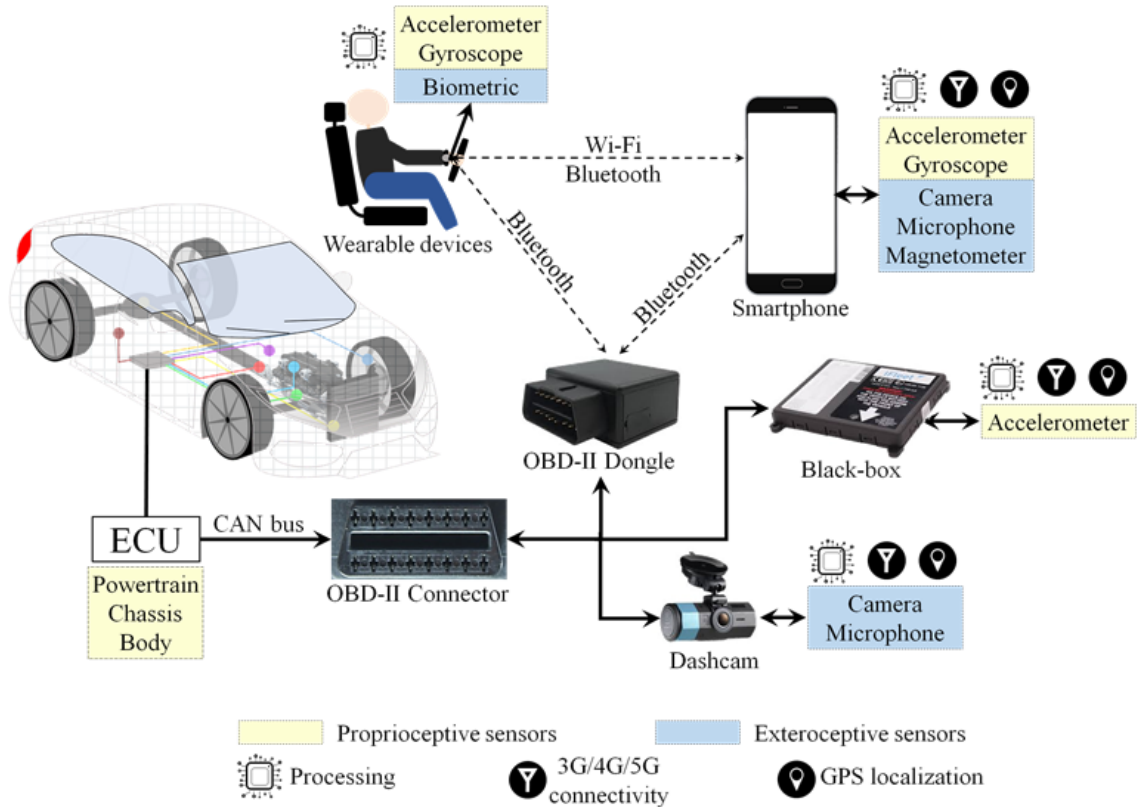 Accelerometer
Gyroscope
Biometric
Wi-Fi
Bluetooth
Accelerometer
Gyroscope
Camera
Microphone
Magnetometer
Wearable devices
Bluetooth
Bluetooth
Smartphone
OBD-II Dongle
Accelerometer
Black-box
ECU
CAN bus
Powertrain
Chassis
Body
OBD-II Connector
Camera
Microphone
Dashcam
Proprioceptive sensors
Exteroceptive sensors
Processing
3G/4G/5G
connectivity
GPS localization